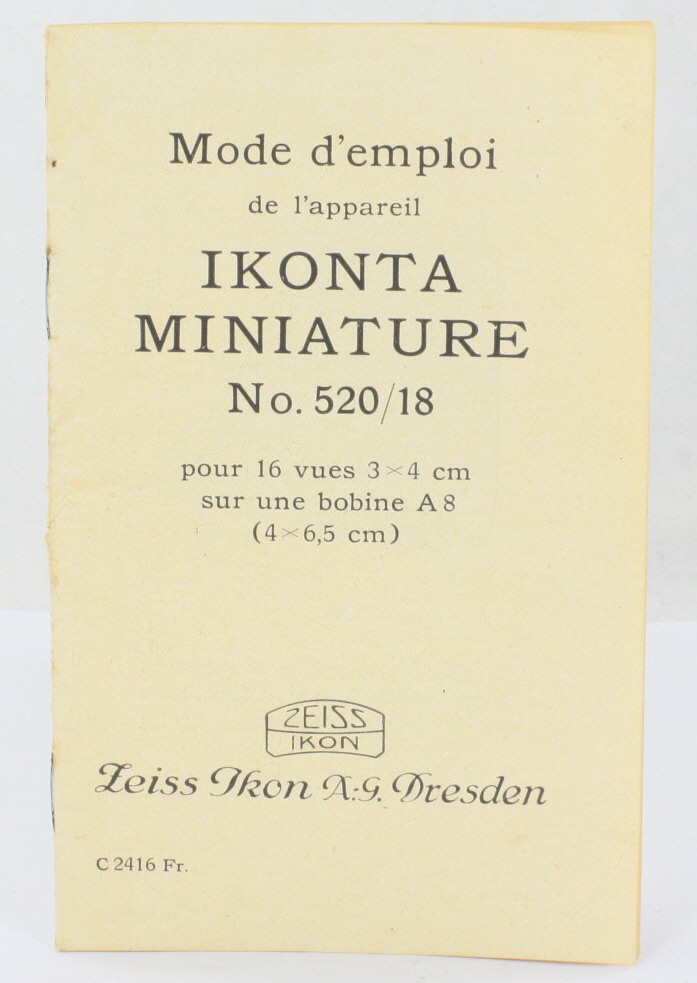 Mode d'emploi
de l'appareil
IKONTA
MINIATURE
No. 520/18
pour 16 vues 3×4 cm
sur une bobine A 8
(4×6,5 cm)
ZEISS
IKON
Zeiss Ikon A.-G. Dresden
C 2416 Fr.